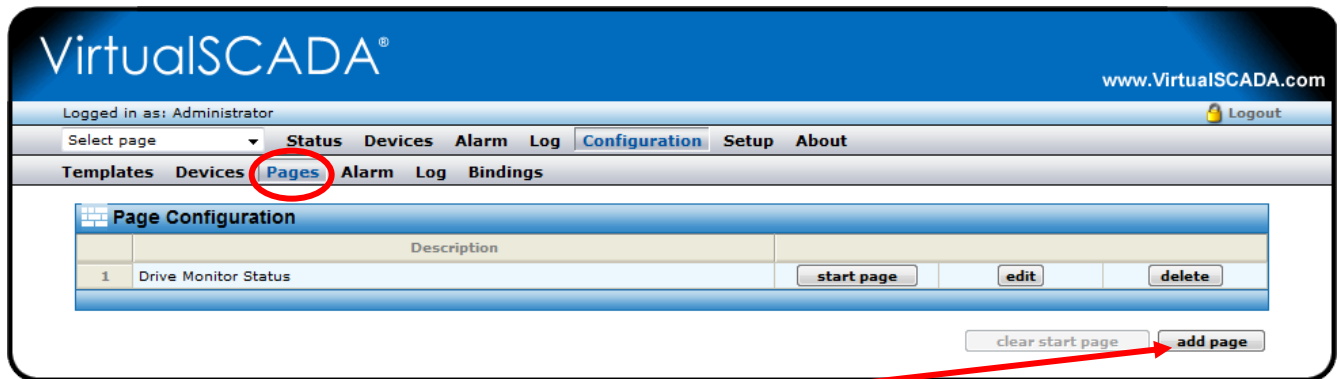 VirtualSCADA®
www.VirtualSCADA.com
Logged in as: Administrator
Logout
Select page Status Devices Alarm Log Configuration Setup About
Templates Devices Pages Alarm Log Bindings
Page Configuration
Description
1 Drive Monitor Status start page edit delete
clear start page add page